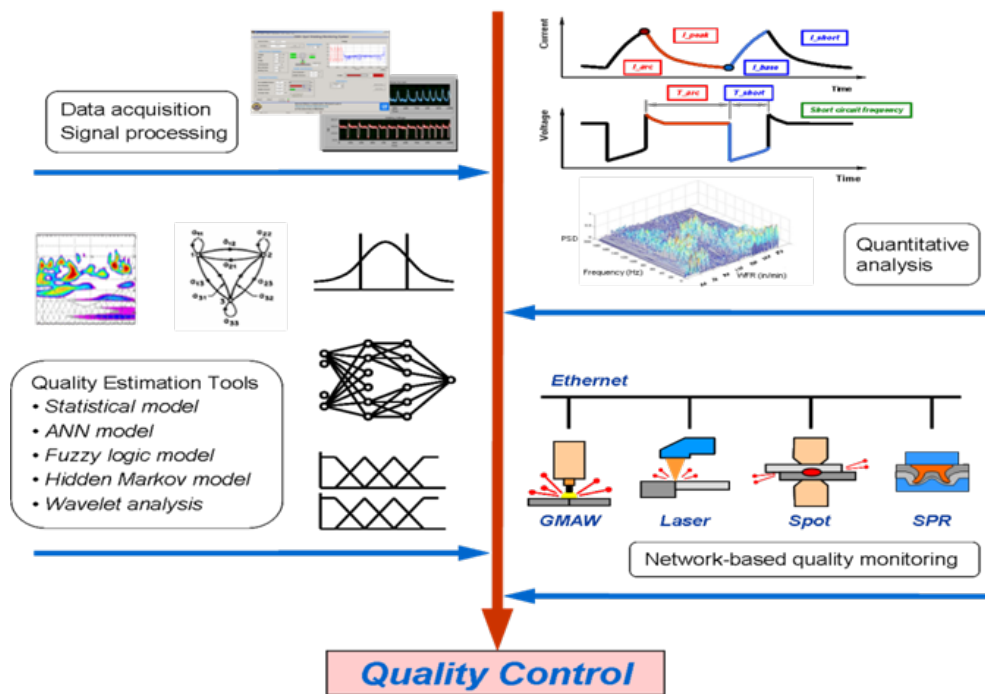 Data acquisition
Signal processing
Current
I_peak
I_short
I_arc
I_base
Time
T_arc
T_short
Short circuit frequency
Voltage
Time
PSD
Frequency (Hz)
WFR (in/min)
Quantitative
analysis
Quality Estimation Tools
• Statistical model
• ANN model
• Fuzzy logic model
• Hidden Markov model
• Wavelet analysis
Ethernet
GMAW
Laser
Spot
SPR
Network-based quality monitoring
Quality Control